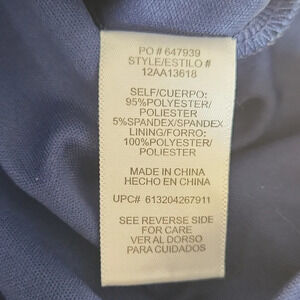 PO # 647939
STYLE/ESTILO #
12AA13618
SELF/CUERPO:
95%POLYESTER/
POLIESTER
5%SPANDEX/SPANDEX
LINING/FORRO:
100%POLYESTER/
POLIESTER
MADE IN CHINA
HECHO EN CHINA
UPC# 613204267911
SEE REVERSE SIDE
FOR CARE
VER AL DORSO
PARA CUIDADOS